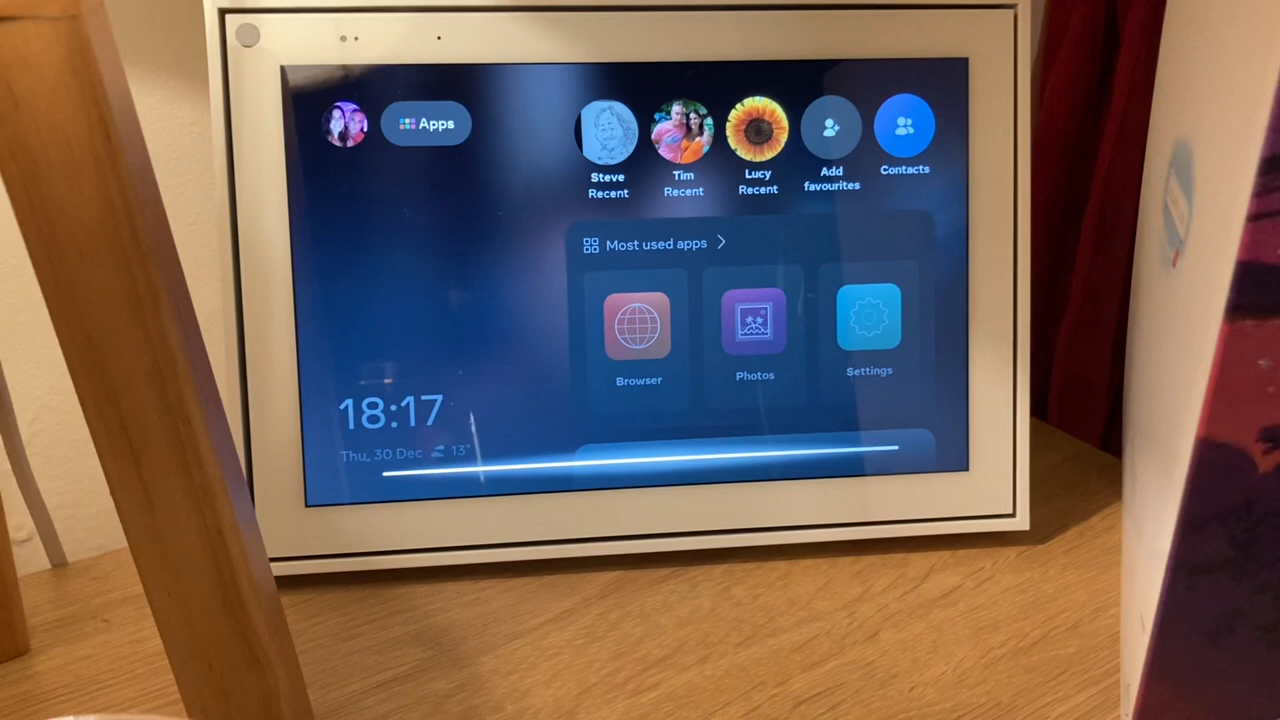 Apps
Steve
Recent
Tim
Recent
Lucy
Recent
Add
favourites
Contacts
Most used apps
Browser
Photos
Settings
18:17
Thu, 30 Dec 13°